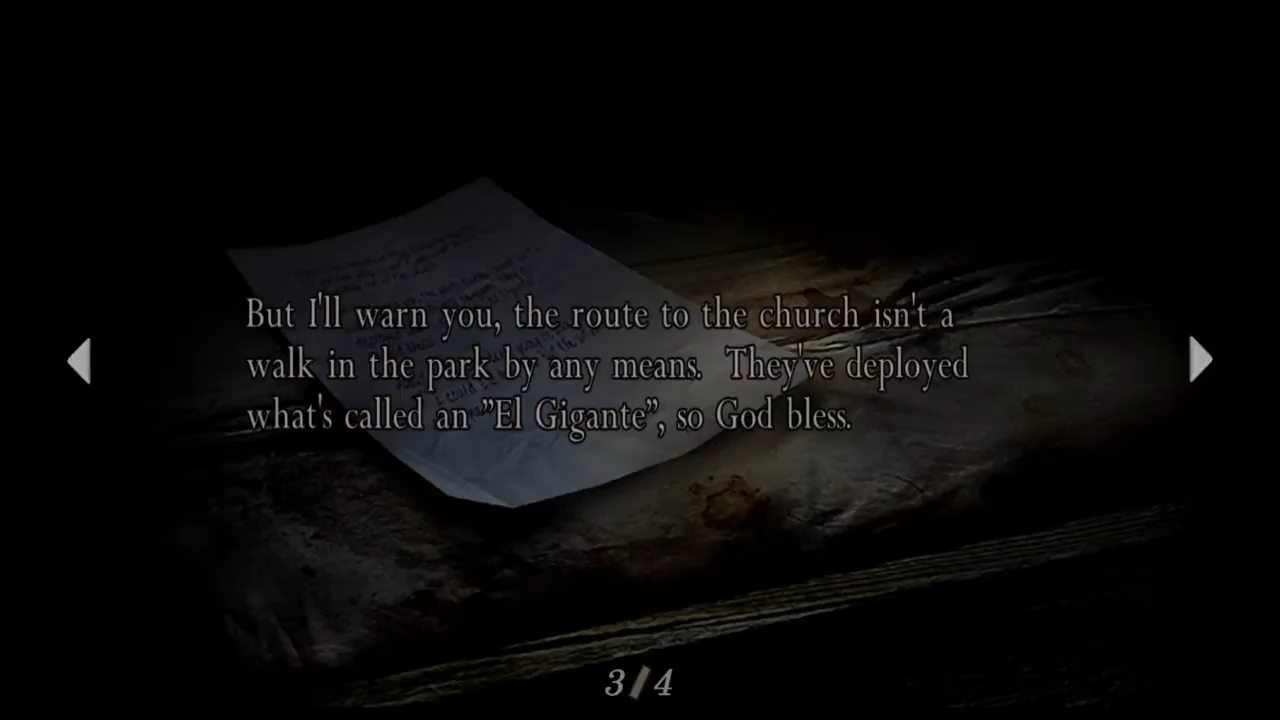 But I'll warn you, the route to the church isn't a
walk in the park by any means.  They've deployed
what's called an ”El Gigante”, so God bless.
3/4